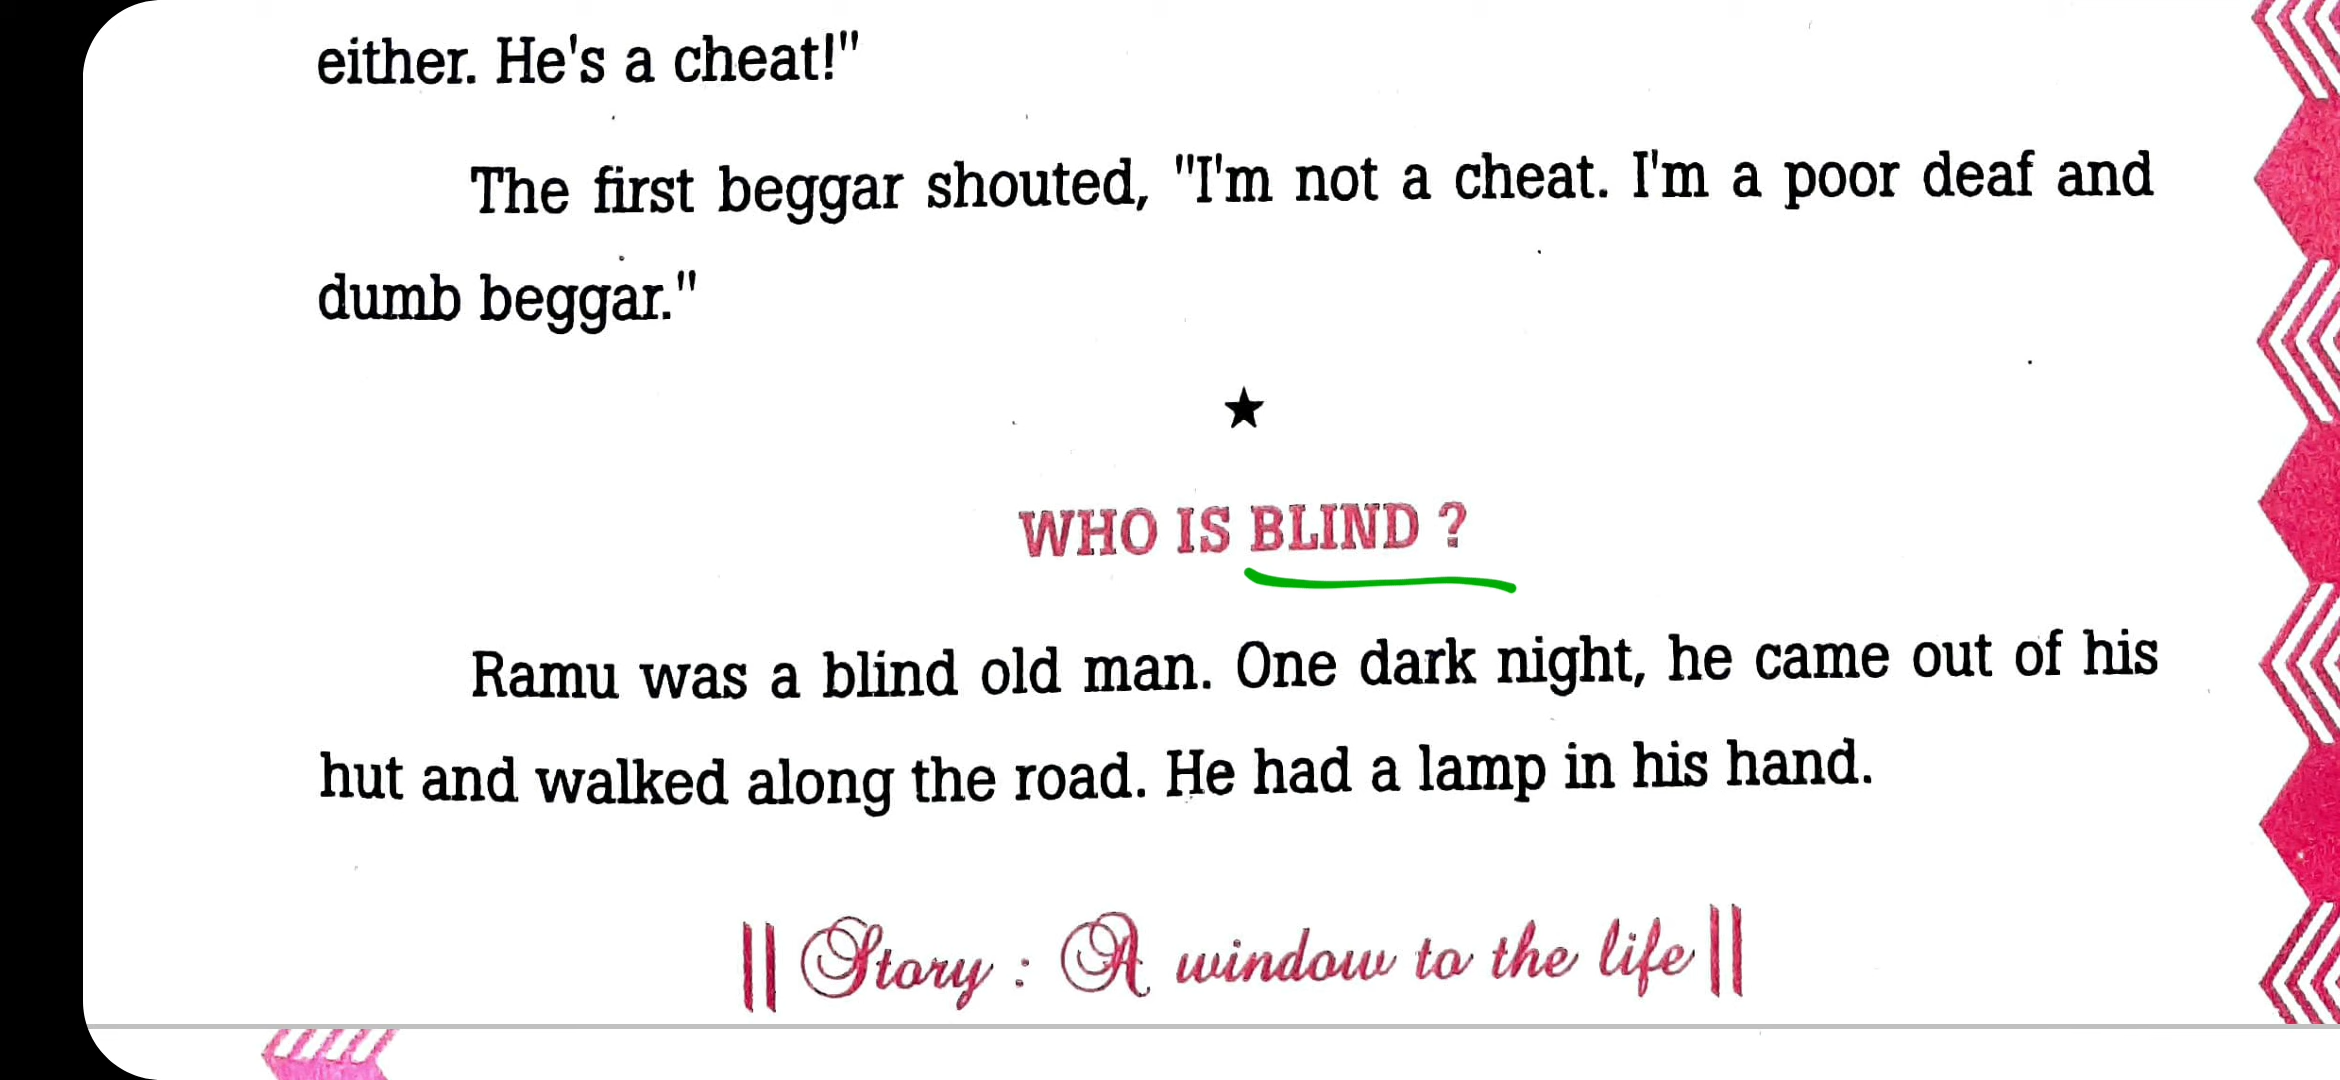 either. He's a cheat!"
The first beggar shouted, "I'm not a cheat. I'm a poor deaf and
dumb beggar."
★
WHO IS BLIND ?
Ramu was a blind old man. One dark night, he came out of his
hut and walked along the road. He had a lamp in his hand.
|| Story : A window to the life ||